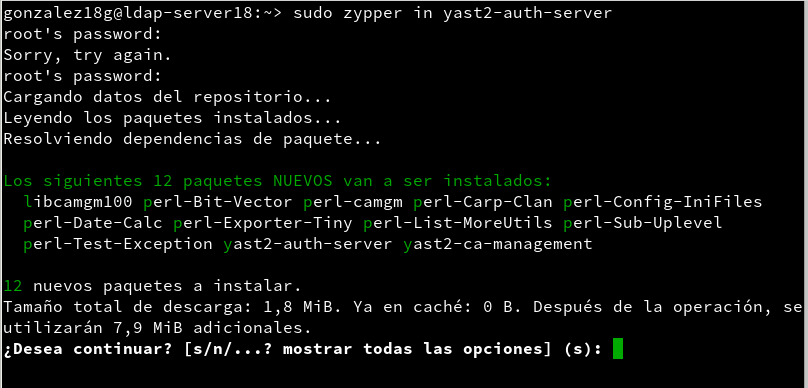 gonzalez18g@ldap-server18:~> sudo zypper in yast2-auth-server
root's password:
Sorry, try again.
root's password:
Cargando datos del repositorio...
Leyendo los paquetes instalados...
Resolviendo dependencias de paquete...
Los siguientes 12 paquetes NUEVOS van a ser instalados:
libcamgm100 perl-Bit-Vector perl-camgm perl-Carp-Clan perl-Config-IniFiles
perl-Date-Calc perl-Exporter-Tiny perl-List-MoreUtils perl-Sub-Uplevel
perl-Test-Exception yast2-auth-server yast2-ca-management
12 nuevos paquetes a instalar.
Tamaño total de descarga: 1,8 MiB. Ya en caché: 0 B. Después de la operación, se
utilizarán 7,9 MiB adicionales.
¿Desea continuar? [s/n/...? mostrar todas las opciones] (s):